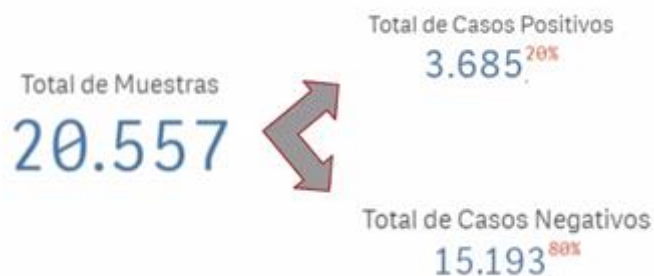 Total de Muestras
20.557
Total de Casos Positivos
3.685 20%
Total de Casos Negativos
15.193 80%